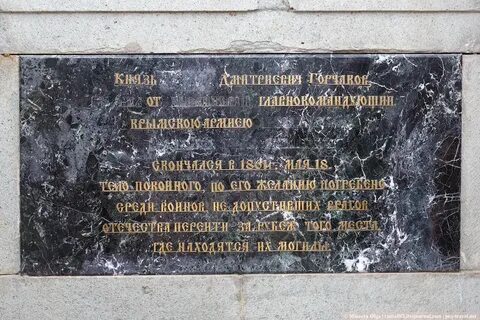 Князь Дмитриевич Горчаков,
от главнокомандующий
Крымскою армиею
скончался в 1861 г. мая 18.
тело покойного, по его желанию погребено
среди воинов, не допустивших врагов
отечества перейти за рубеж того места,
где находятся их могилы.